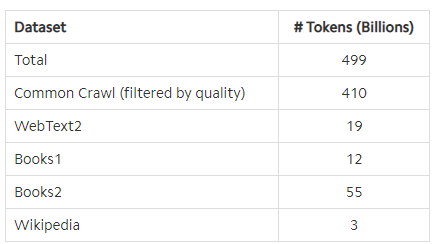 Dataset # Tokens (Billions)
Total 499
Common Crawl (filtered by quality) 410
WebText2 19
Books1 12
Books2 55
Wikipedia 3